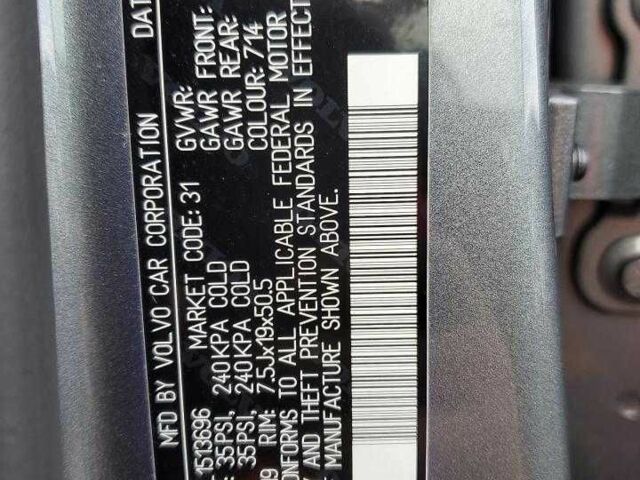 MFD BY VOLVO CAR CORPORATION DAT
1513696 MARKET CODE: 31 GVWR:
: 35PSI, 240KPA COLD GAWR FRONT:
35PSI, 240KPA COLD GAWR REAR:
19 RIM: 7.5Jx19x50.5 COLOUR: 714
ONFORMS TO ALL APPLICABLE FEDERAL MOTOR
Y AND THEFT PREVENTION STANDARDS IN EFFECT
F MANUFACTURE SHOWN ABOVE.